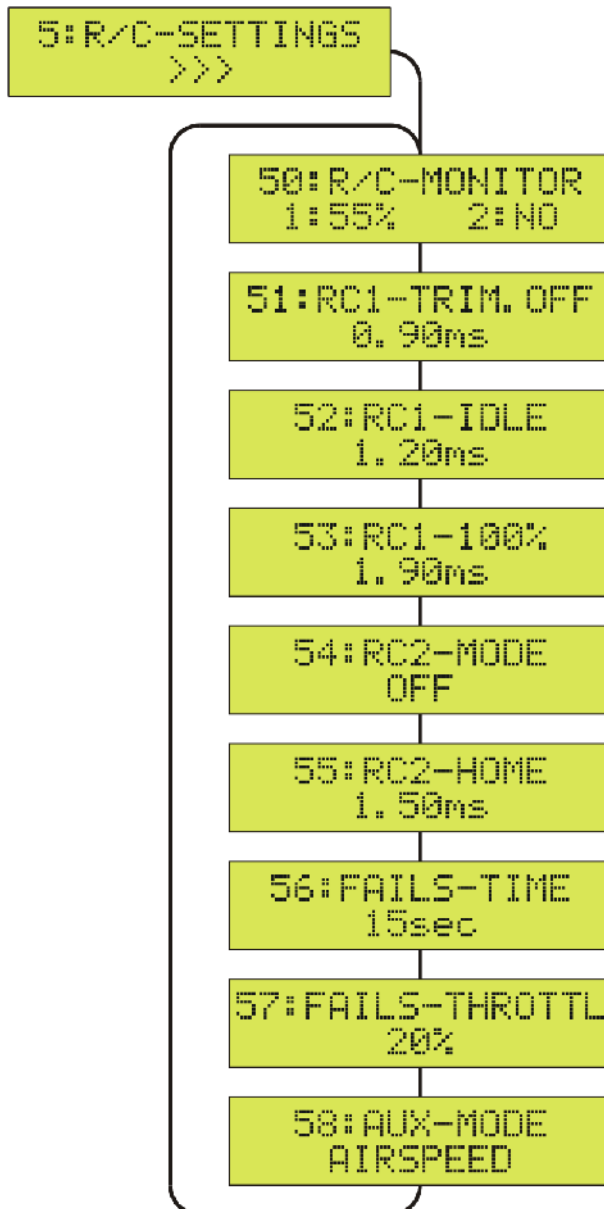 5:R/C-SETTINGS
>>>
50:R/C-MONITOR
1:55% 2:NO
51:RC1-TRIM.OFF
0.90ms
52:RC1-IDLE
1.20ms
53:RC1-100%
1.90ms
54:RC2-MODE
OFF
55:RC2-HOME
1.50ms
56:FAILS-TIME
15sec
57:FAILS-THROTTL
20%
58:AUX-MODE
AIRSPEED